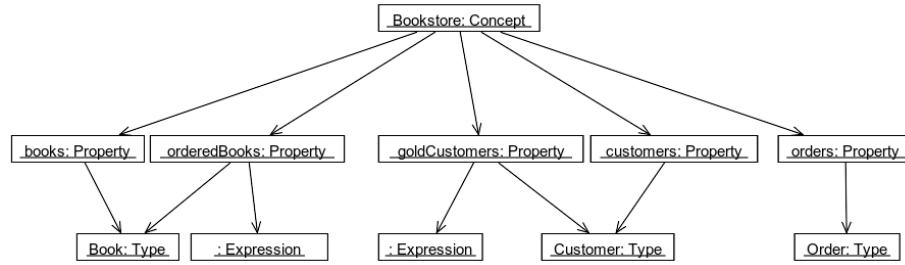 Bookstore: Concept
books: Property
orderedBooks: Property
goldCustomers: Property
customers: Property
orders: Property
Book: Type
: Expression
: Expression
Customer: Type
Order: Type